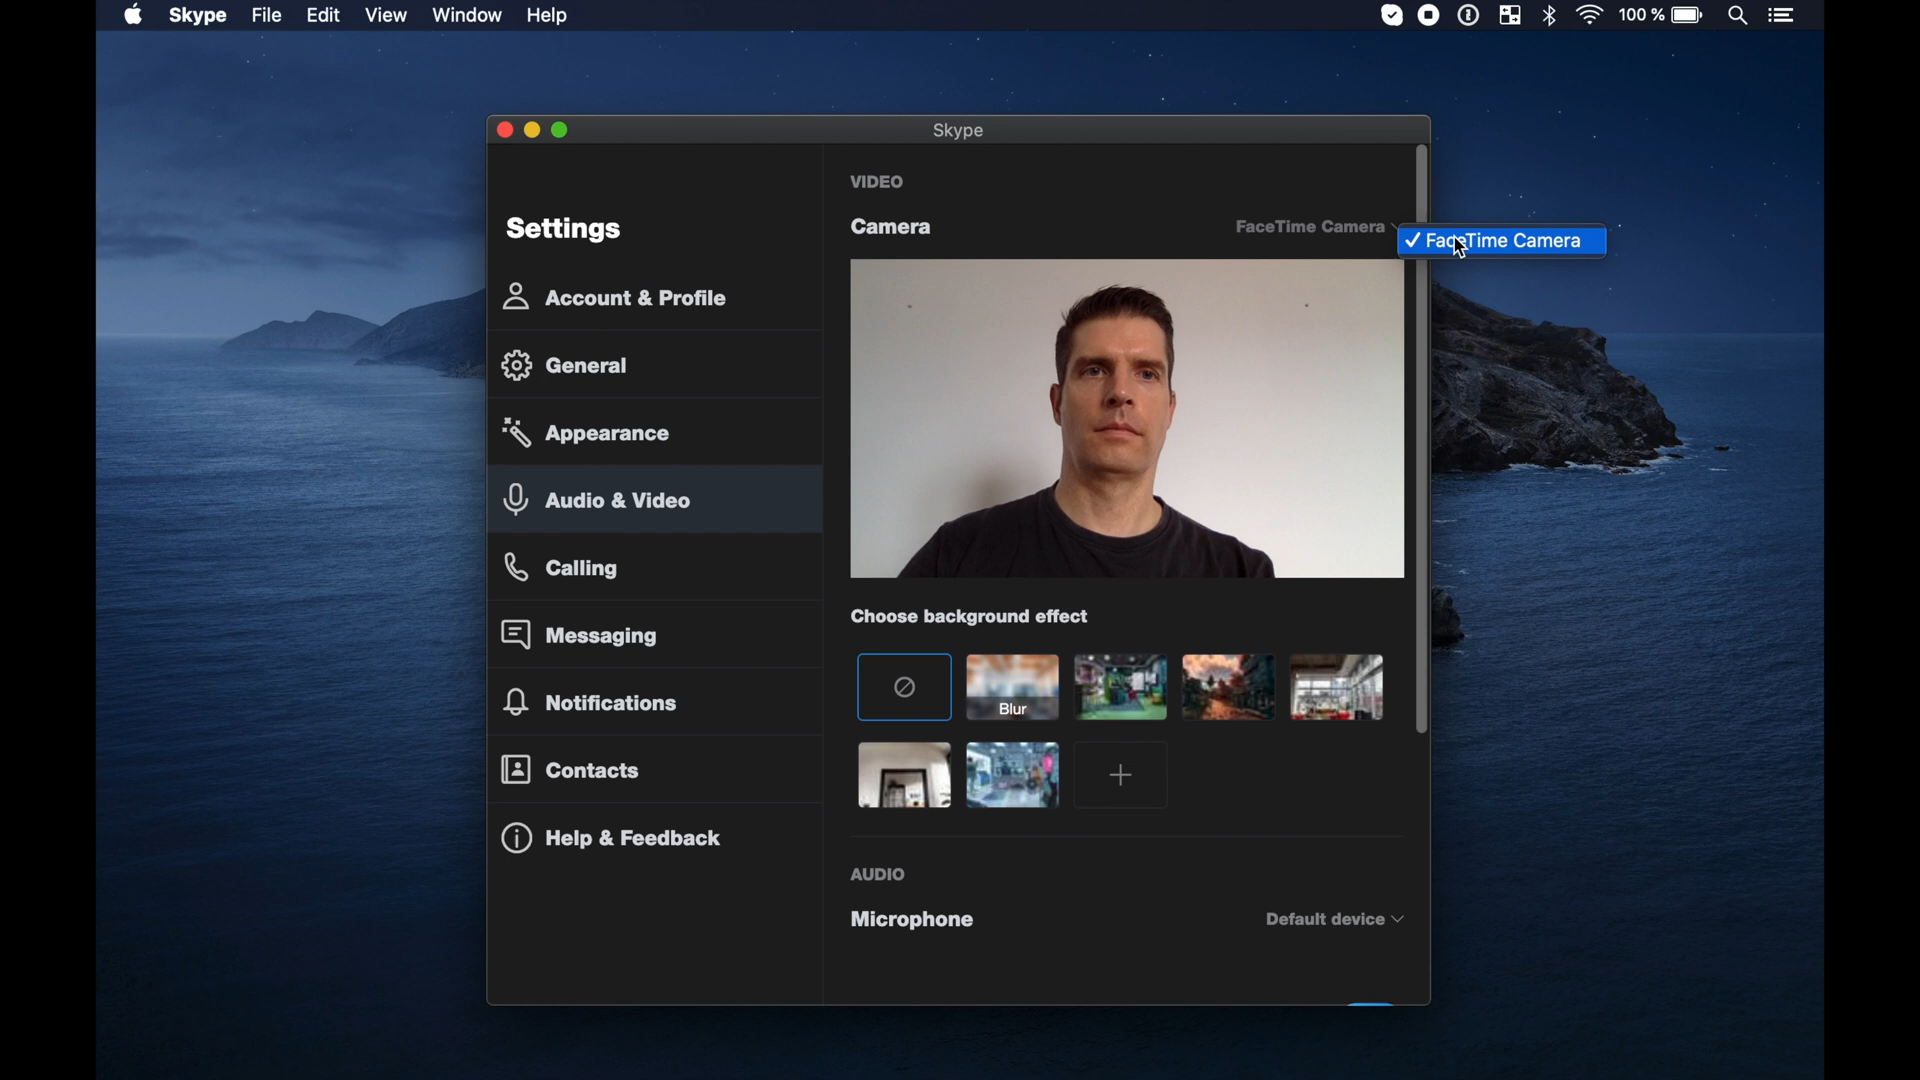 Skype File Edit View Window Help 100 %
Skype
Settings
Account & Profile
General
Appearance
Audio & Video
Calling
Messaging
Notifications
Contacts
Help & Feedback
VIDEO
Camera FaceTime Camera
✓ FaceTime Camera
Choose background effect
Blur
AUDIO
Microphone Default device